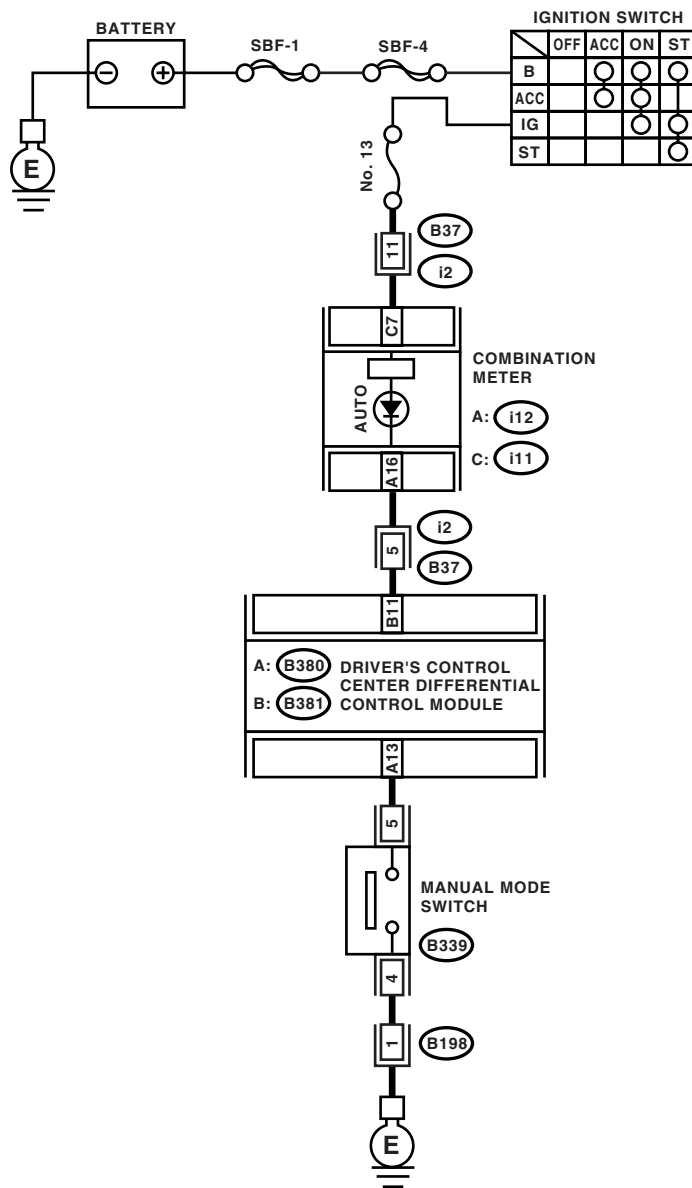 IGNITION SWITCH
BATTERY
SBF-1
SBF-4
OFF ACC ON ST
B
ACC
IG
ST
E
No. 13
11
B37
i2
C7
COMBINATION
METER
AUTO
A: i12
C: i11
A16
i2
5
B37
B11
A: B380 DRIVER'S CONTROL
CENTER DIFFERENTIAL
B: B381 CONTROL MODULE
A13
5
MANUAL MODE
SWITCH
B339
4
1
B198
E